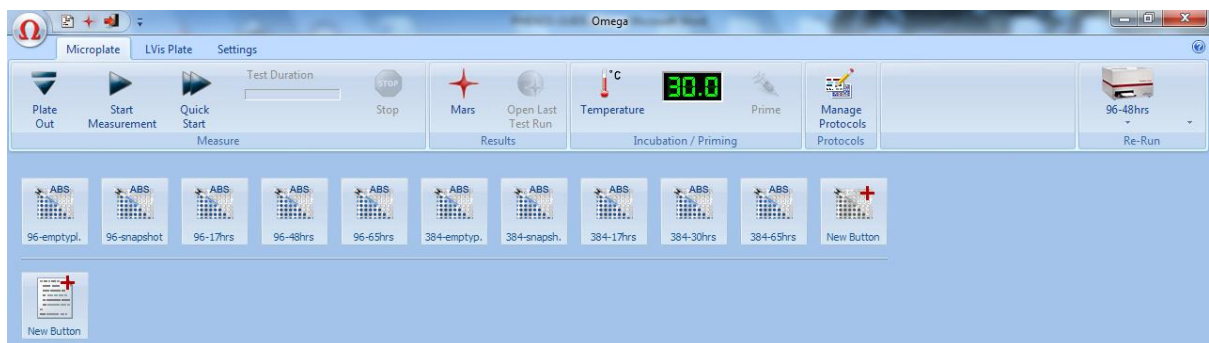 Omega
Microplate LVis Plate Settings
Plate Out
Start Measurement
Quick Start
Test Duration
STOP
Stop
Measure
Mars
Open Last Test Run
Results
°C
Temperature
30.0
Prime
Incubation / Priming
Manage Protocols
Protocols
96-48hrs
Re-Run
ABS ABS ABS ABS ABS ABS ABS ABS ABS ABS
96-emptypl. 96-snapshot 96-17hrs 96-48hrs 96-65hrs 384-emptyp. 384-snapsh. 384-17hrs 384-30hrs 384-65hrs New Button
New Button